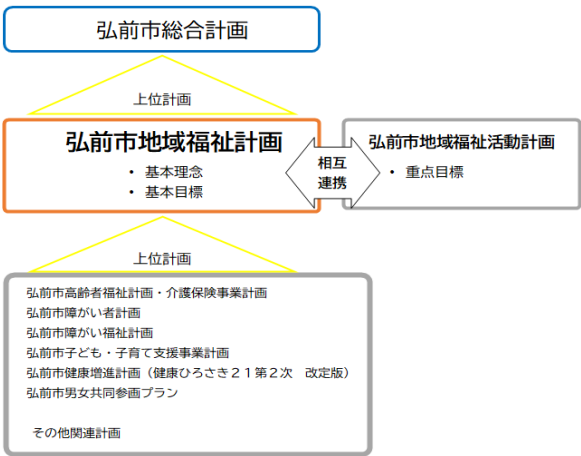 弘前市総合計画
上位計画
弘前市地域福祉計画
・ 基本理念
・ 基本目標
相互
連携
弘前市地域福祉活動計画
・ 重点目標
上位計画
弘前市高齢者福祉計画・介護保険事業計画
弘前市障がい者計画
弘前市障がい福祉計画
弘前市子ども・子育て支援事業計画
弘前市健康増進計画（健康ひろさき２１第２次　改定版）
弘前市男女共同参画プラン
その他関連計画